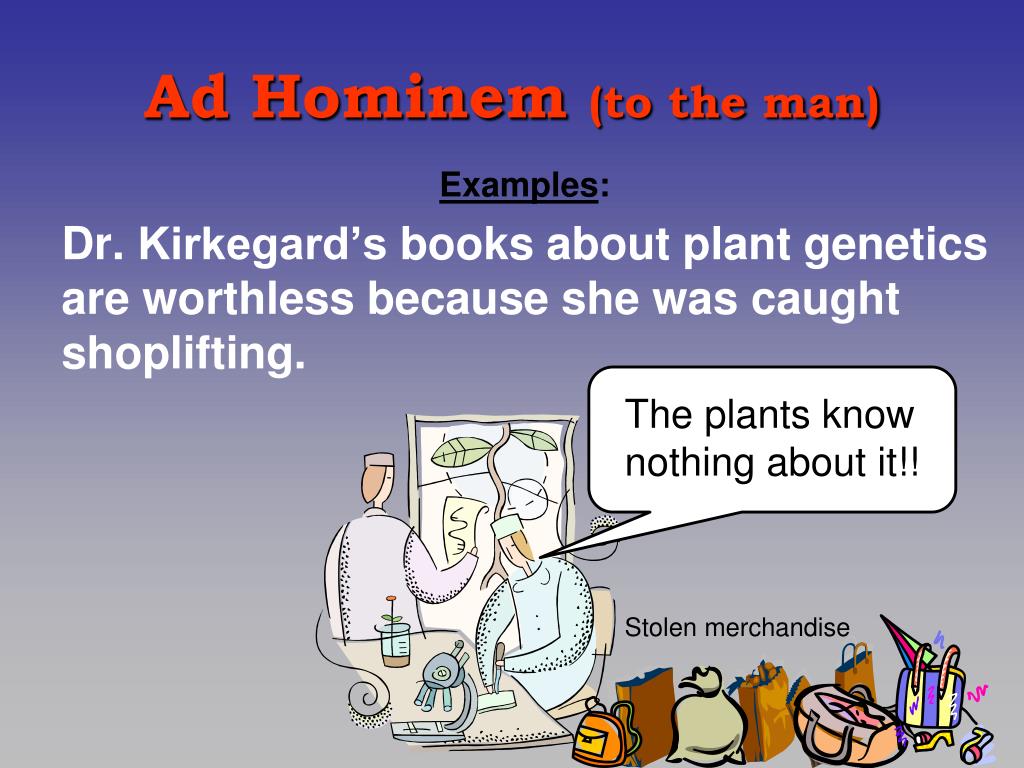 Ad Hominem (to the man)
Examples:
Dr. Kirkegard’s books about plant genetics
are worthless because she was caught
shoplifting.
The plants know
nothing about it!!
Stolen merchandise